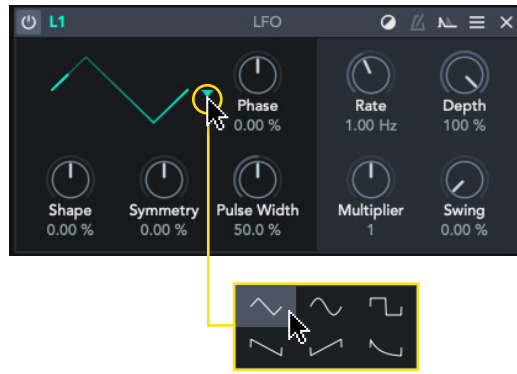 L1 LFO
Phase Rate Depth
0.00 % 1.00 Hz 100 %
Shape Symmetry Pulse Width Multiplier Swing
0.00 % 0.00 % 50.0 % 1 0.00 %